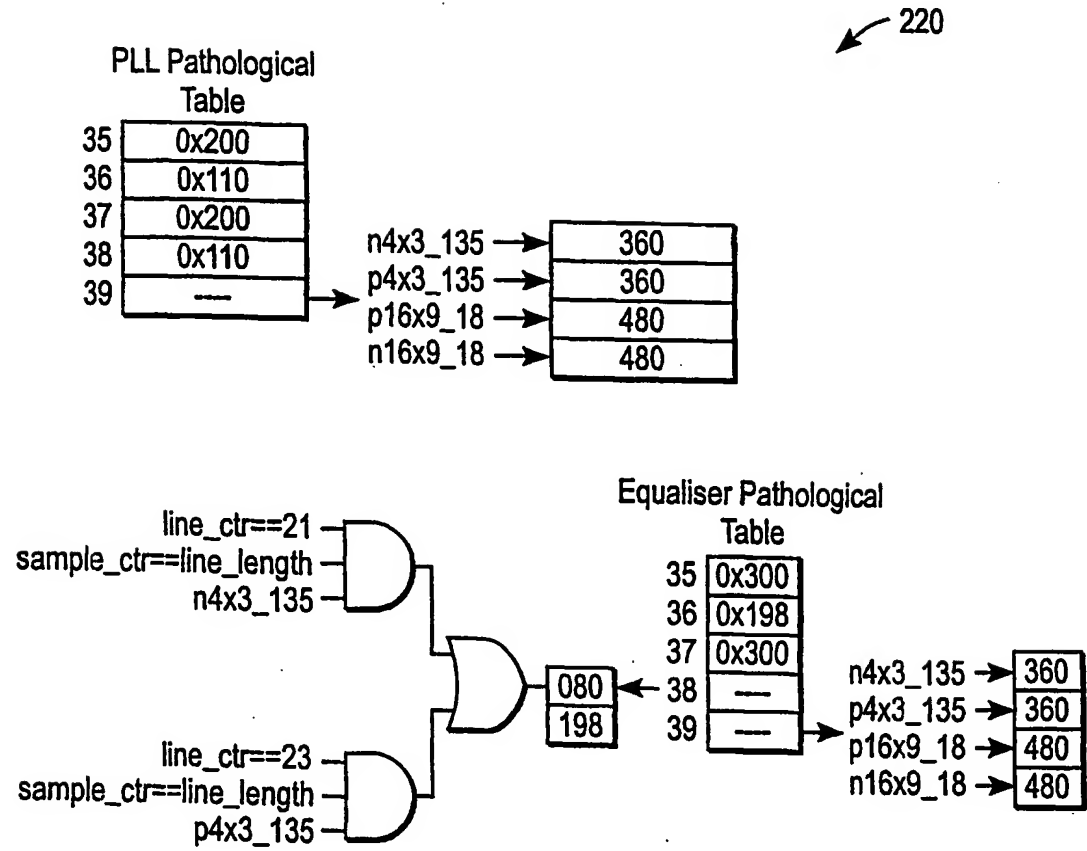 220
PLL Pathological
Table
35 0x200
36 0x110
37 0x200
38 0x110
39 —
n4x3_135 360
p4x3_135 360
p16x9_18 480
n16x9_18 480
Equaliser Pathological
Table
35 0x300
36 0x198
37 0x300
38 —
39 —
line_ctr==21
sample_ctr==line_length
n4x3_135
080
198
line_ctr==23
sample_ctr==line_length
p4x3_135
n4x3_135 360
p4x3_135 360
p16x9_18 480
n16x9_18 480